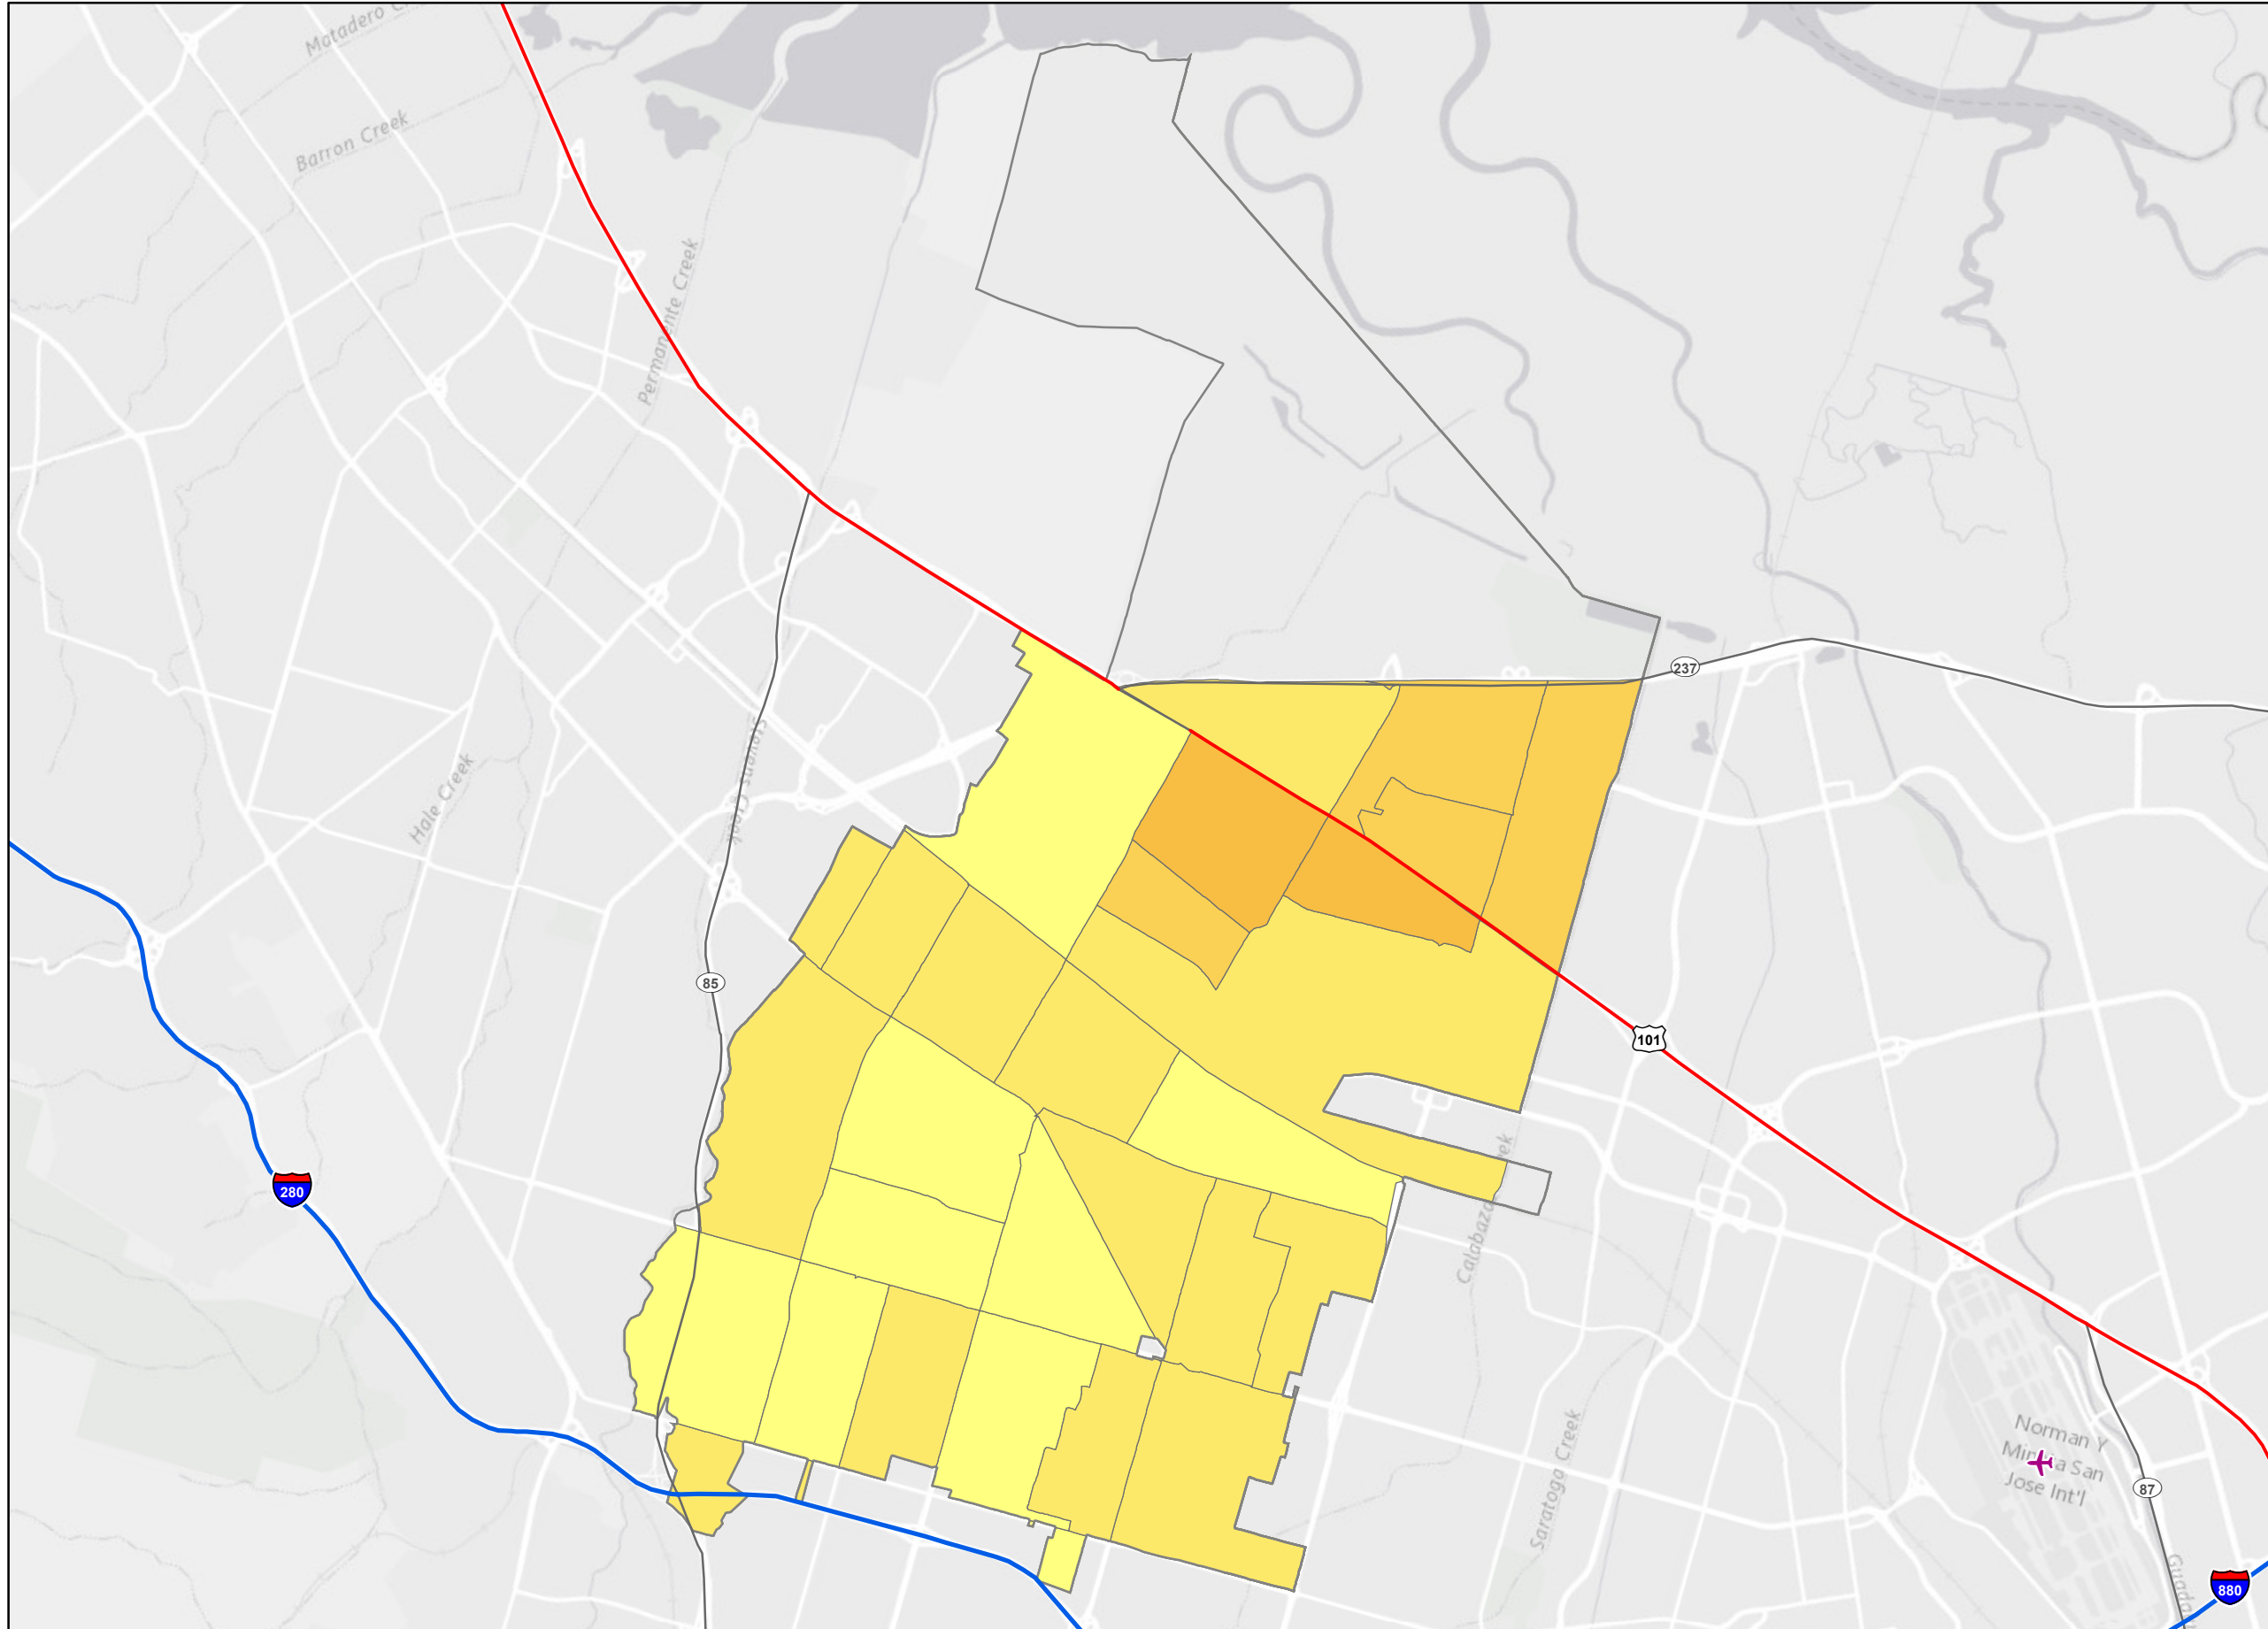 Matadero C
Barron Creek
Permanente Creek
237
Stevens Creek
Hale Creek
85
101
280
Calabazas Creek
Saratoga Creek
Norman Y
Mineta San
Jose Int'l
87
880